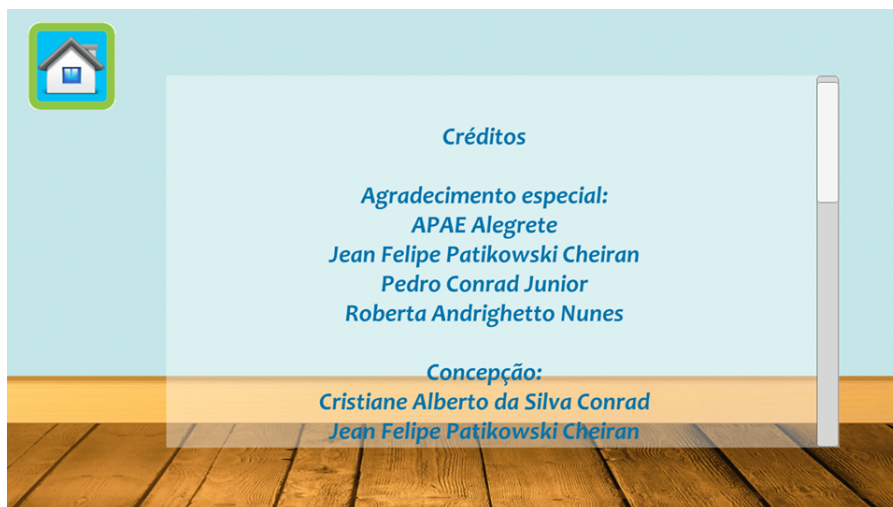 Créditos
Agradecimento especial:
APAE Alegrete
Jean Felipe Patikowski Cheiran
Pedro Conrad Junior
Roberta Andrighetto Nunes
Concepção:
Cristiane Alberto da Silva Conrad
Jean Felipe Patikowski Cheiran